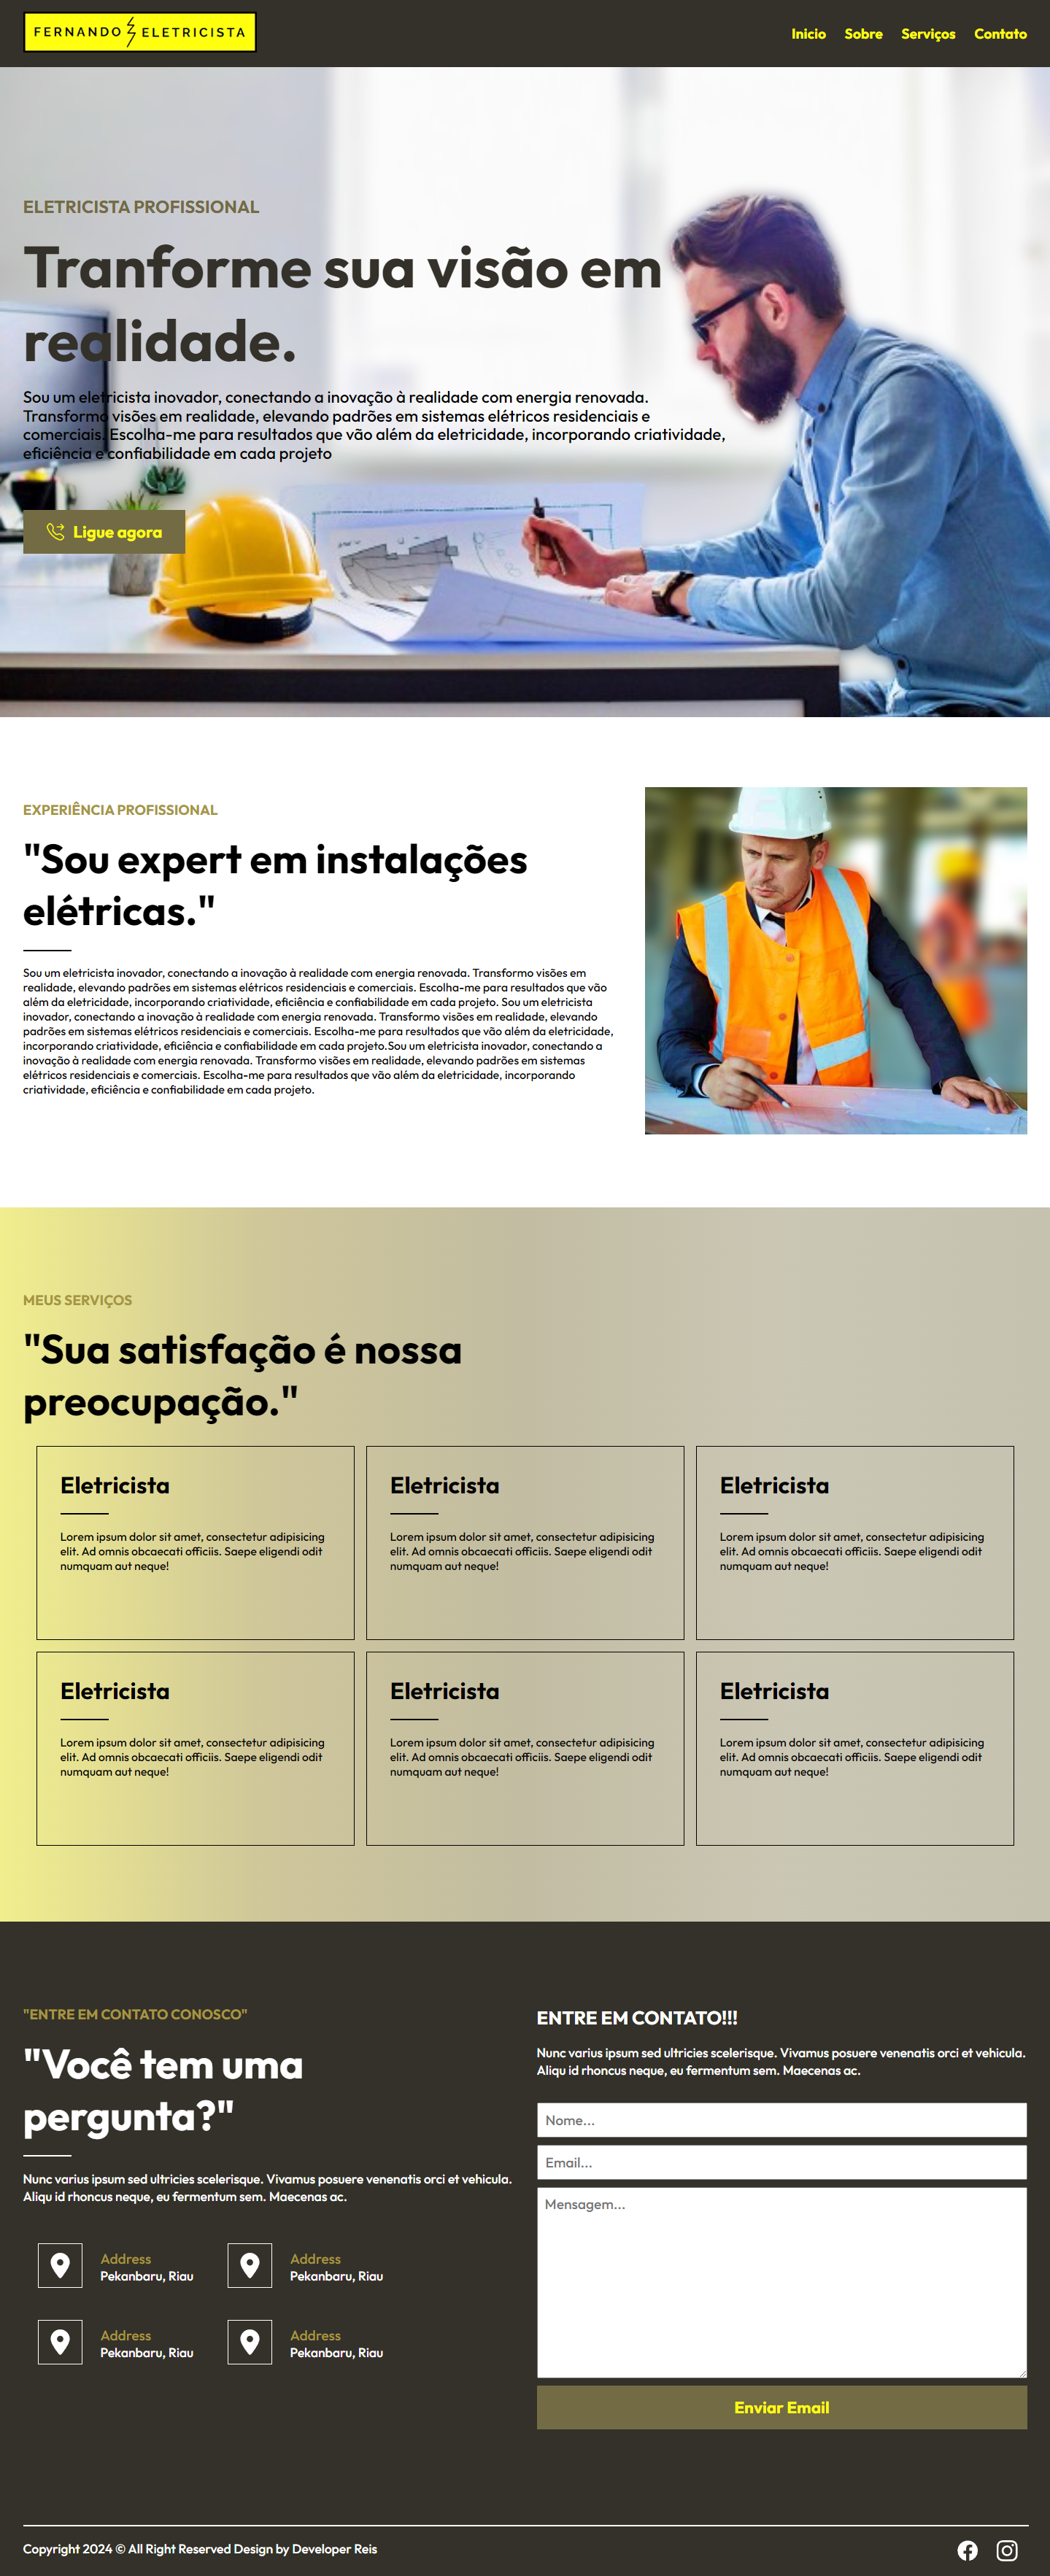 FERNANDO ELETRICISTA
Inicio Sobre Serviços Contato
ELETRICISTA PROFISSIONAL
Tranforme sua visão em
realidade.
Sou um eletricista inovador, conectando a inovação à realidade com energia renovada.
Transformo visões em realidade, elevando padrões em sistemas elétricos residenciais e
comerciais. Escolha-me para resultados que vão além da eletricidade, incorporando criatividade,
eficiência e confiabilidade em cada projeto
Ligue agora
EXPERIÊNCIA PROFISSIONAL
"Sou expert em instalações
elétricas."
Sou um eletricista inovador, conectando a inovação à realidade com energia renovada. Transformo visões em
realidade, elevando padrões em sistemas elétricos residenciais e comerciais. Escolha-me para resultados que vão
além da eletricidade, incorporando criatividade, eficiência e confiabilidade em cada projeto. Sou um eletricista
inovador, conectando a inovação à realidade com energia renovada. Transformo visões em realidade, elevando
padrões em sistemas elétricos residenciais e comerciais. Escolha-me para resultados que vão além da eletricidade,
incorporando criatividade, eficiência e confiabilidade em cada projeto.Sou um eletricista inovador, conectando a
inovação à realidade com energia renovada. Transformo visões em realidade, elevando padrões em sistemas
elétricos residenciais e comerciais. Escolha-me para resultados que vão além da eletricidade, incorporando
criatividade, eficiência e confiabilidade em cada projeto.
MEUS SERVIÇOS
"Sua satisfação é nossa
preocupação."
Eletricista
Lorem ipsum dolor sit amet, consectetur adipisicing
elit. Ad omnis obcaecati officiis. Saepe eligendi odit
numquam aut neque!
Eletricista
Lorem ipsum dolor sit amet, consectetur adipisicing
elit. Ad omnis obcaecati officiis. Saepe eligendi odit
numquam aut neque!
Eletricista
Lorem ipsum dolor sit amet, consectetur adipisicing
elit. Ad omnis obcaecati officiis. Saepe eligendi odit
numquam aut neque!
Eletricista
Lorem ipsum dolor sit amet, consectetur adipisicing
elit. Ad omnis obcaecati officiis. Saepe eligendi odit
numquam aut neque!
Eletricista
Lorem ipsum dolor sit amet, consectetur adipisicing
elit. Ad omnis obcaecati officiis. Saepe eligendi odit
numquam aut neque!
Eletricista
Lorem ipsum dolor sit amet, consectetur adipisicing
elit. Ad omnis obcaecati officiis. Saepe eligendi odit
numquam aut neque!
"ENTRE EM CONTATO CONOSCO"
"Você tem uma
pergunta?"
Nunc varius ipsum sed ultricies scelerisque. Vivamus posuere venenatis orci et vehicula.
Aliqu id rhoncus neque, eu fermentum sem. Maecenas ac.
Address
Pekanbaru, Riau
Address
Pekanbaru, Riau
Address
Pekanbaru, Riau
Address
Pekanbaru, Riau
ENTRE EM CONTATO!!!
Nunc varius ipsum sed ultricies scelerisque. Vivamus posuere venenatis orci et vehicula.
Aliqu id rhoncus neque, eu fermentum sem. Maecenas ac.
Nome...
Email...
Mensagem...
Enviar Email
Copyright 2024 © All Right Reserved Design by Developer Reis